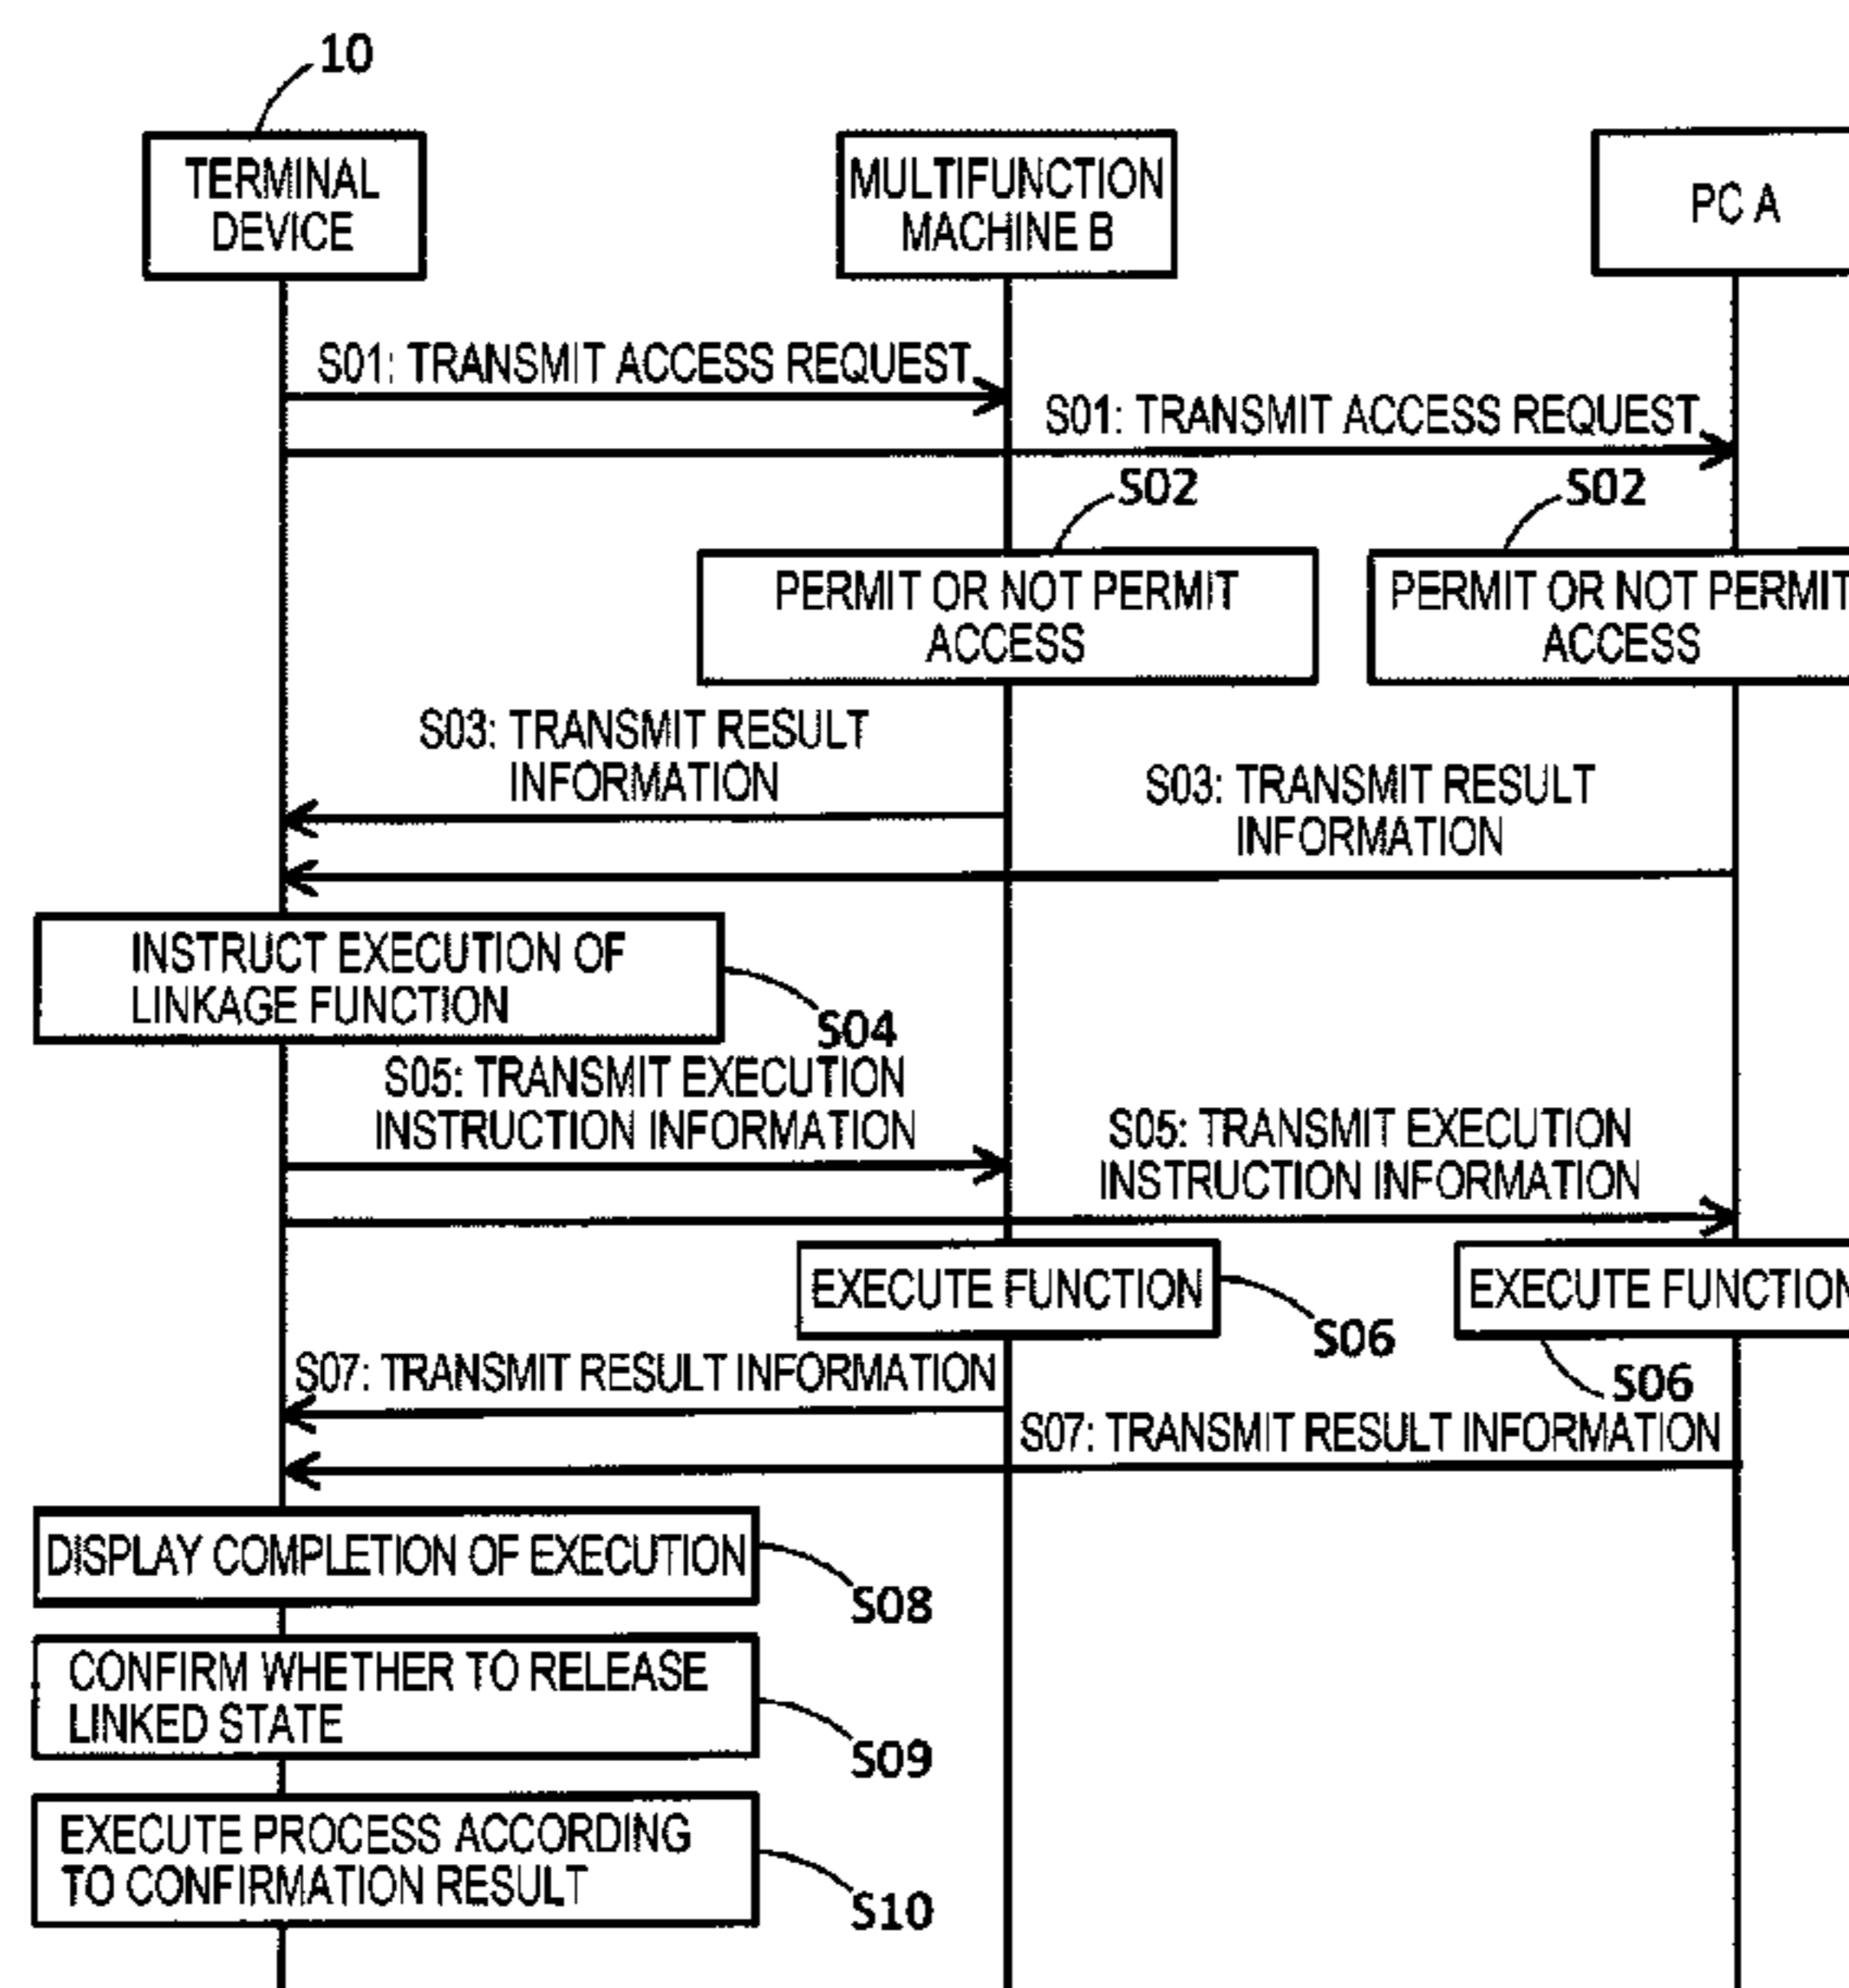 10
TERMINAL
DEVICE
MULTIFUNCTION
MACHINE B
PC A
S01: TRANSMIT ACCESS REQUEST
S01: TRANSMIT ACCESS REQUEST
S02
S02
PERMIT OR NOT PERMIT
ACCESS
PERMIT OR NOT PERMIT
ACCESS
S03: TRANSMIT RESULT
INFORMATION
S03: TRANSMIT RESULT
INFORMATION
INSTRUCT EXECUTION OF
LINKAGE FUNCTION
S04
S05: TRANSMIT EXECUTION
INSTRUCTION INFORMATION
S05: TRANSMIT EXECUTION
INSTRUCTION INFORMATION
EXECUTE FUNCTION
S06
EXECUTE FUNCTION
S06
S07: TRANSMIT RESULT INFORMATION
S07: TRANSMIT RESULT INFORMATION
DISPLAY COMPLETION OF EXECUTION
S08
CONFIRM WHETHER TO RELEASE
LINKED STATE
S09
EXECUTE PROCESS ACCORDING
TO CONFIRMATION RESULT
S10